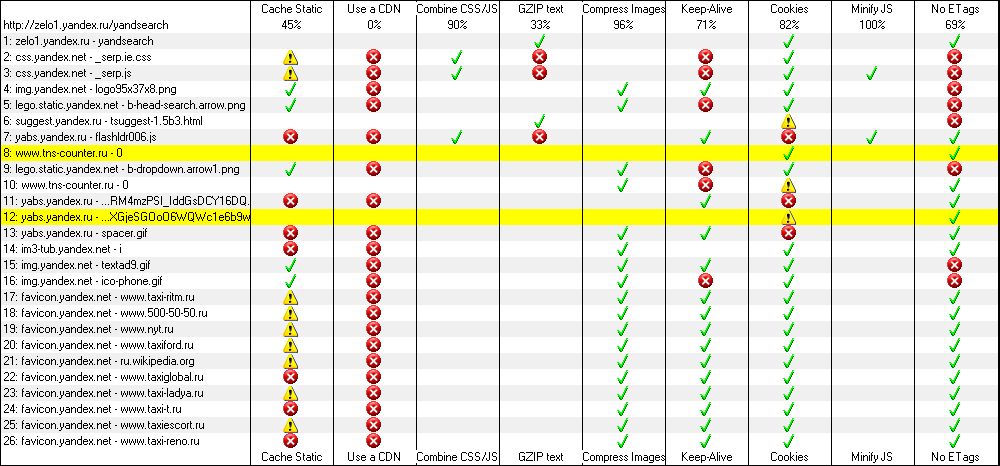 Cache Static Use a CDN Combine CSS/JS GZIP text Compress Images Keep-Alive Cookies Minify JS No ETags
http://zelo1.yandex.ru/yandsearch 45% 0% 90% 33% 96% 71% 82% 100% 69%
1: zelo1.yandex.ru - yandsearch
2: css.yandex.net - _serp.ie.css
3: css.yandex.net - _serp.js
4: img.yandex.net - logo95x37x8.png
5: lego.static.yandex.net - b-head-search.arrow.png
6: suggest.yandex.ru - tsuggest-1.5b3.html
7: yabs.yandex.ru - flashldr006.js
8: www.tns-counter.ru - 0
9: lego.static.yandex.net - b-dropdown.arrow1.png
10: www.tns-counter.ru - 0
11: yabs.yandex.ru - ...RM4mzPSI_IddGsDCY16DQ.
12: yabs.yandex.ru - ...XGjeSGOoO6WQWc1e6b9w
13: yabs.yandex.ru - spacer.gif
14: im3-tub.yandex.net - i
15: img.yandex.net - textad9.gif
16: img.yandex.net - ico-phone.gif
17: favicon.yandex.net - www.taxi-ritm.ru
18: favicon.yandex.net - www.500-50-50.ru
19: favicon.yandex.net - www.nyt.ru
20: favicon.yandex.net - www.taxiford.ru
21: favicon.yandex.net - ru.wikipedia.org
22: favicon.yandex.net - www.taxiglobal.ru
23: favicon.yandex.net - www.taxi-ladya.ru
24: favicon.yandex.net - www.taxi-t.ru
25: favicon.yandex.net - www.taxiescort.ru
26: favicon.yandex.net - www.taxi-reno.ru
Cache Static Use a CDN Combine CSS/JS GZIP text Compress Images Keep-Alive Cookies Minify JS No ETags